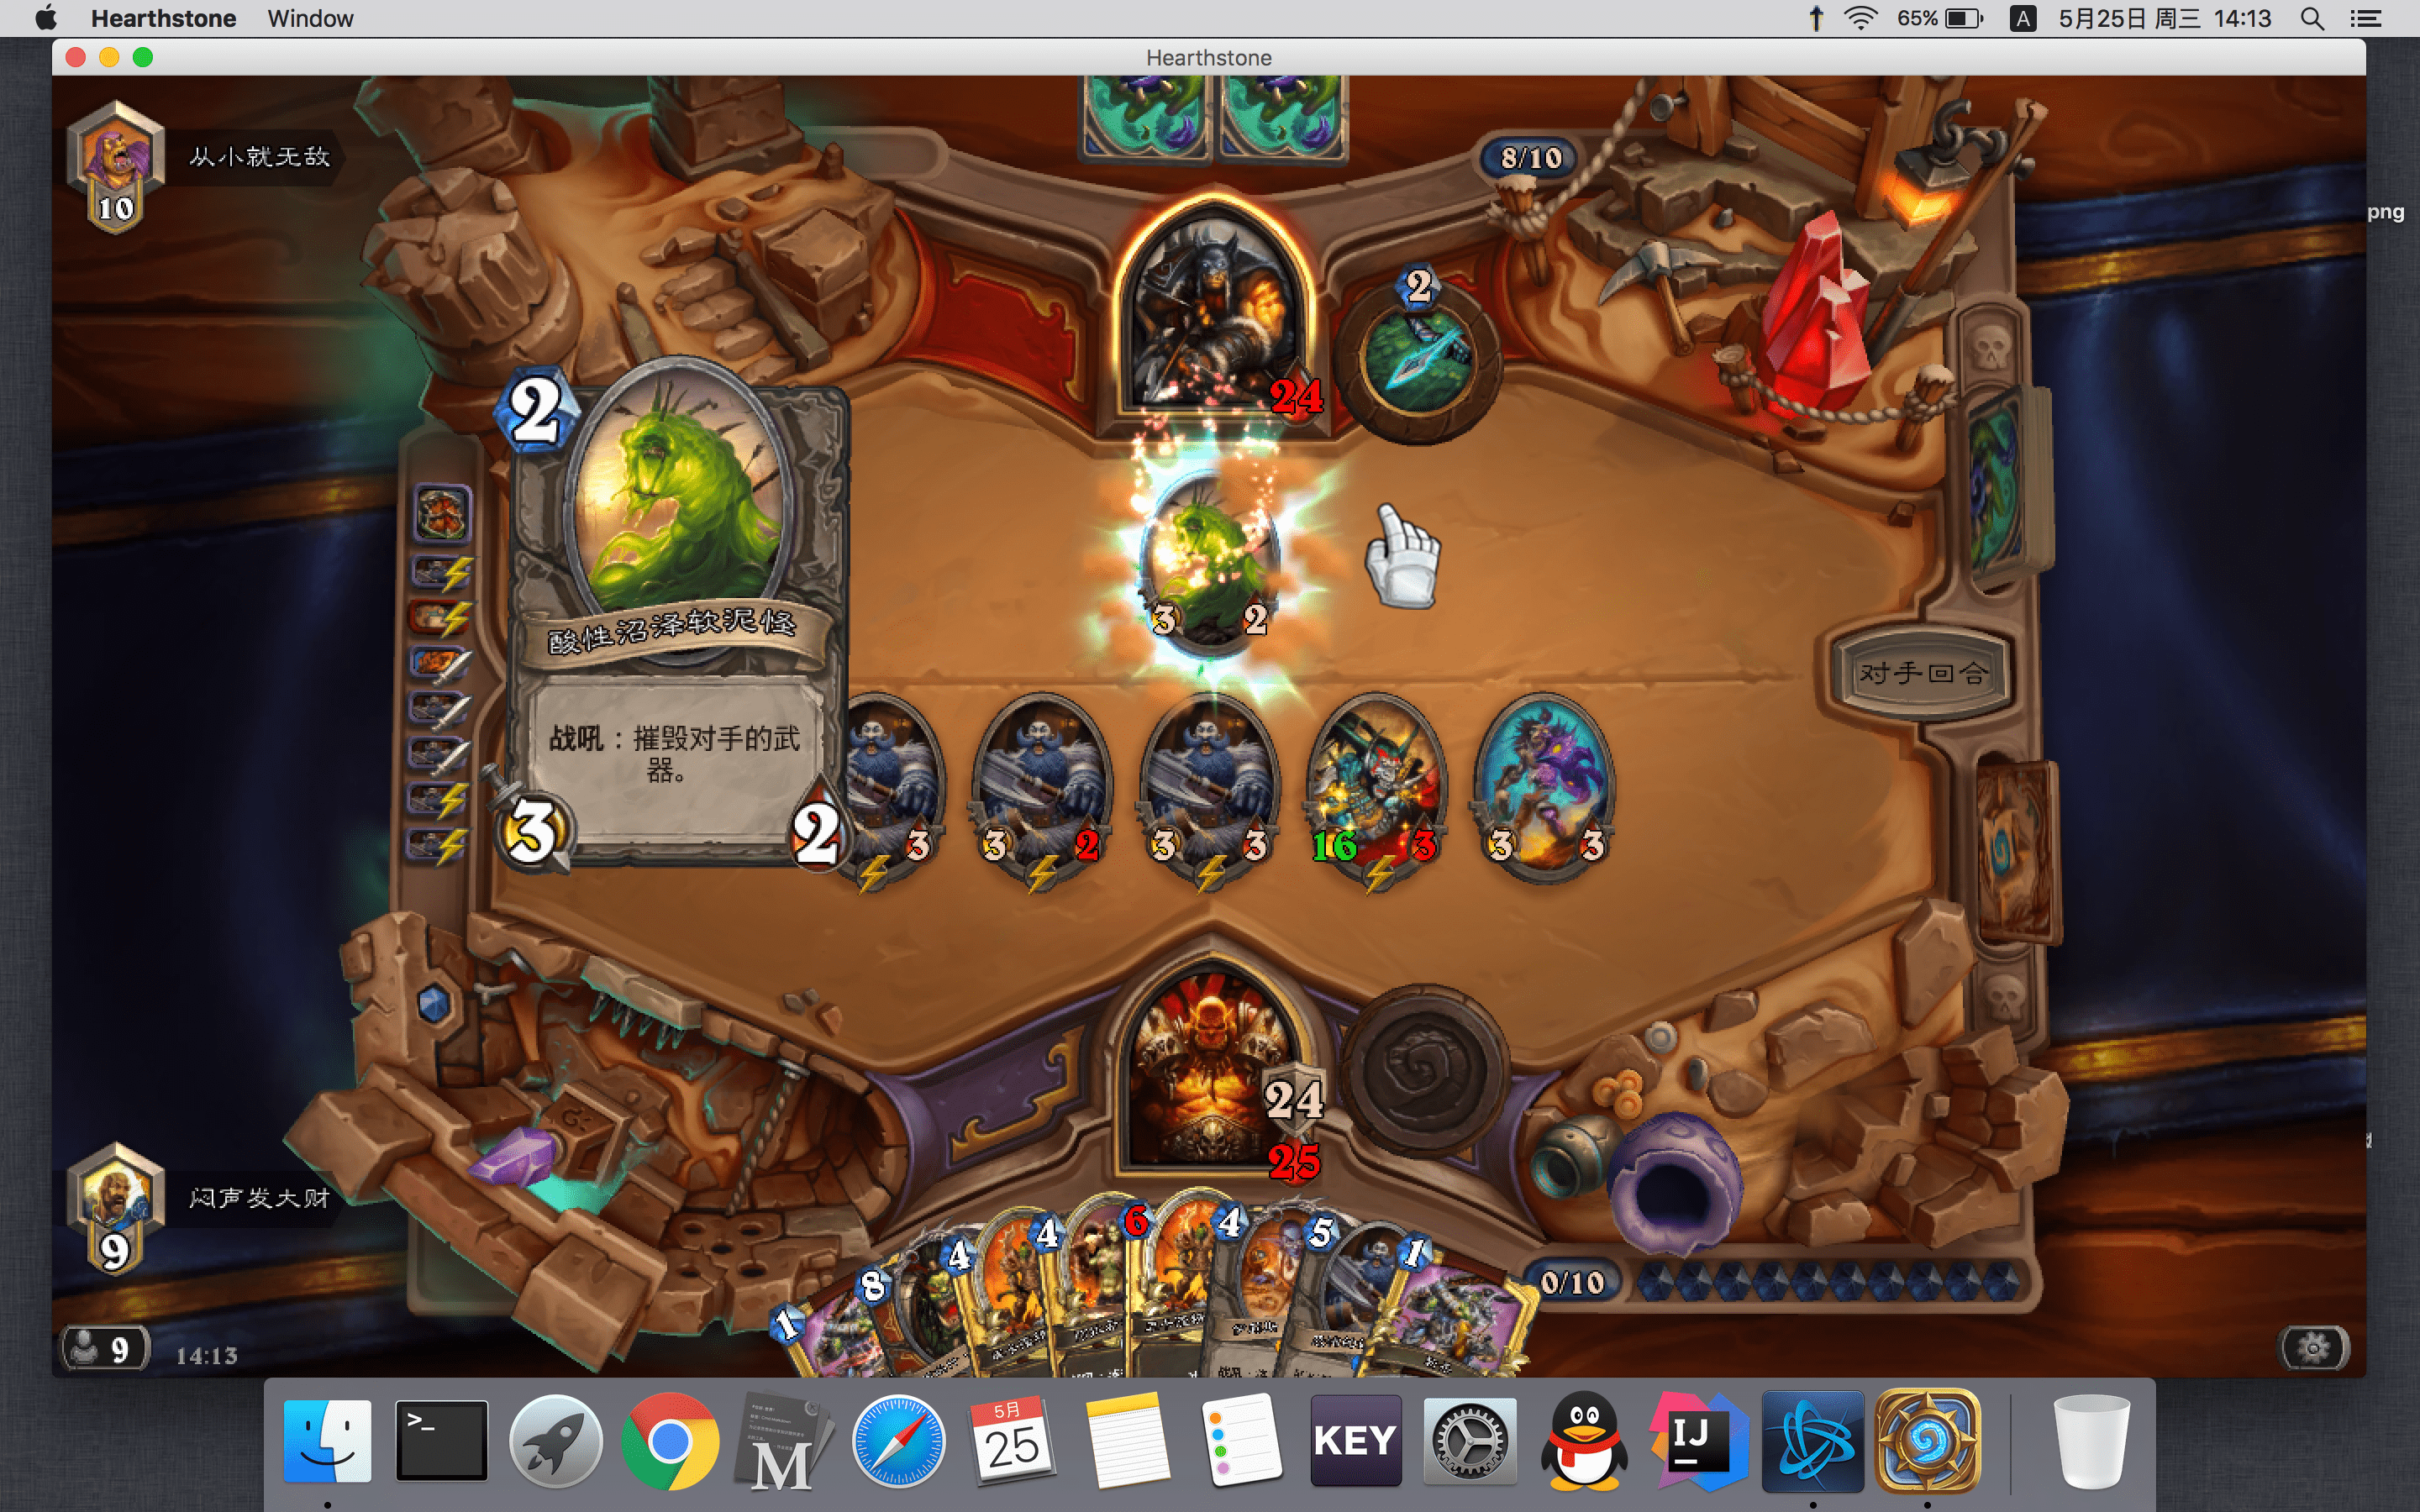 Hearthstone Window
65% A 5月25日 周三 14:13
Hearthstone
png
从小就无敌
10
8/10
2
24
2
酸性沼泽软泥怪
战吼：摧毁对手的武
器。
3 2
3 2
对手回合
3
3 2
3 3
16 3
3 3
24
25
闷声发大财
9
1 8 4 4 6 4 5 1
0/10
9 14:13
>_
M
5月
25
KEY
IJ